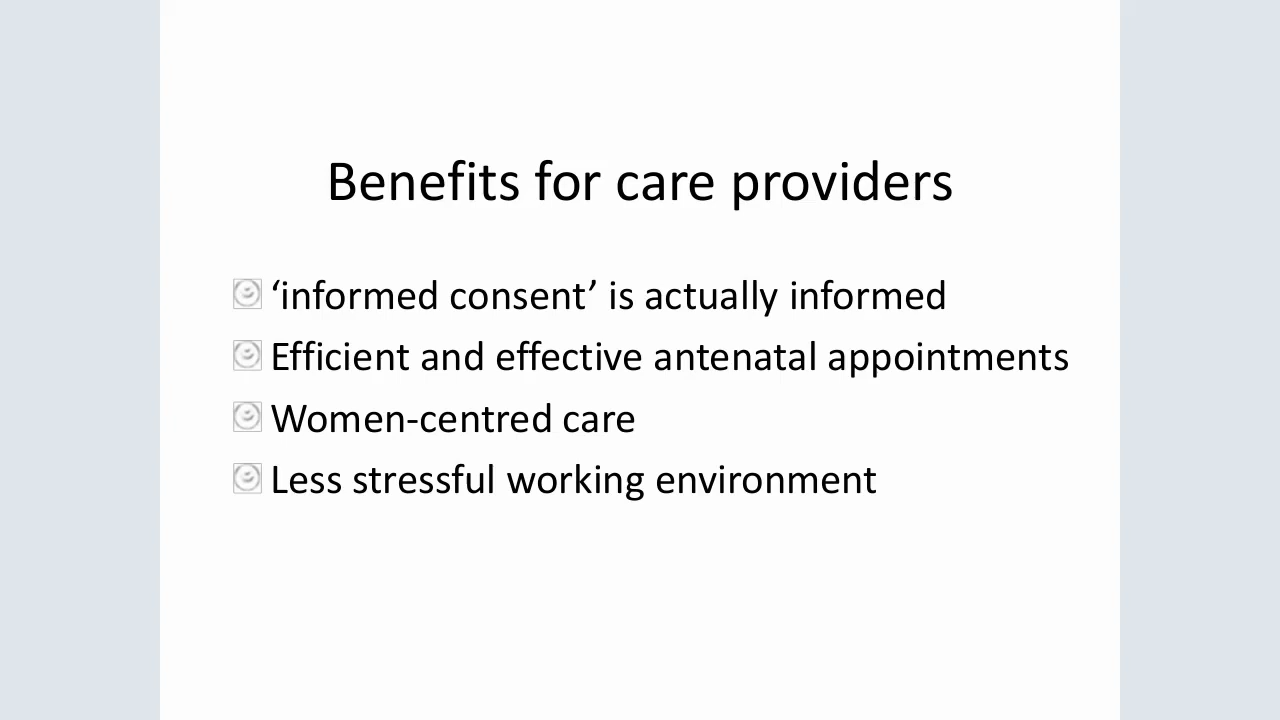 Benefits for care providers
‘informed consent’ is actually informed
Efficient and effective antenatal appointments
Women-centred care
Less stressful working environment